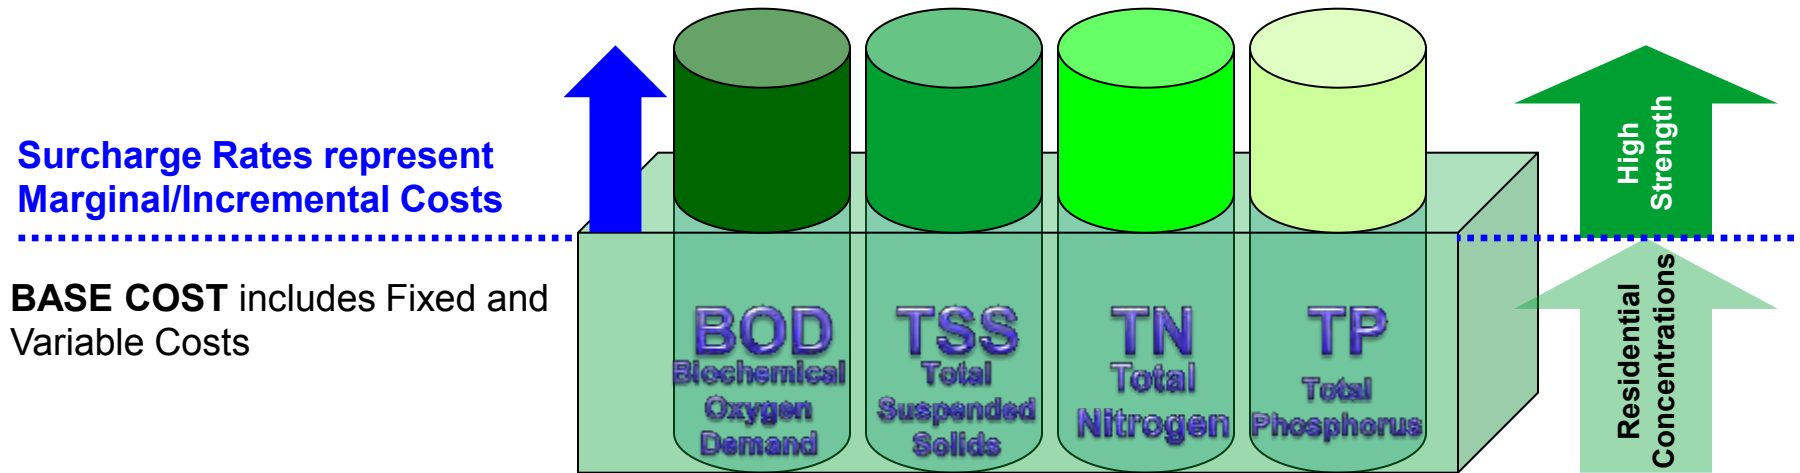 Surcharge Rates represent
Marginal/Incremental Costs
BASE COST includes Fixed and
Variable Costs
BOD
Biochemical
Oxygen
Demand
TSS
Total
Suspended
Solids
TN
Total
Nitrogen
TP
Total
Phosphorus
High
Strength
Residential
Concentrations